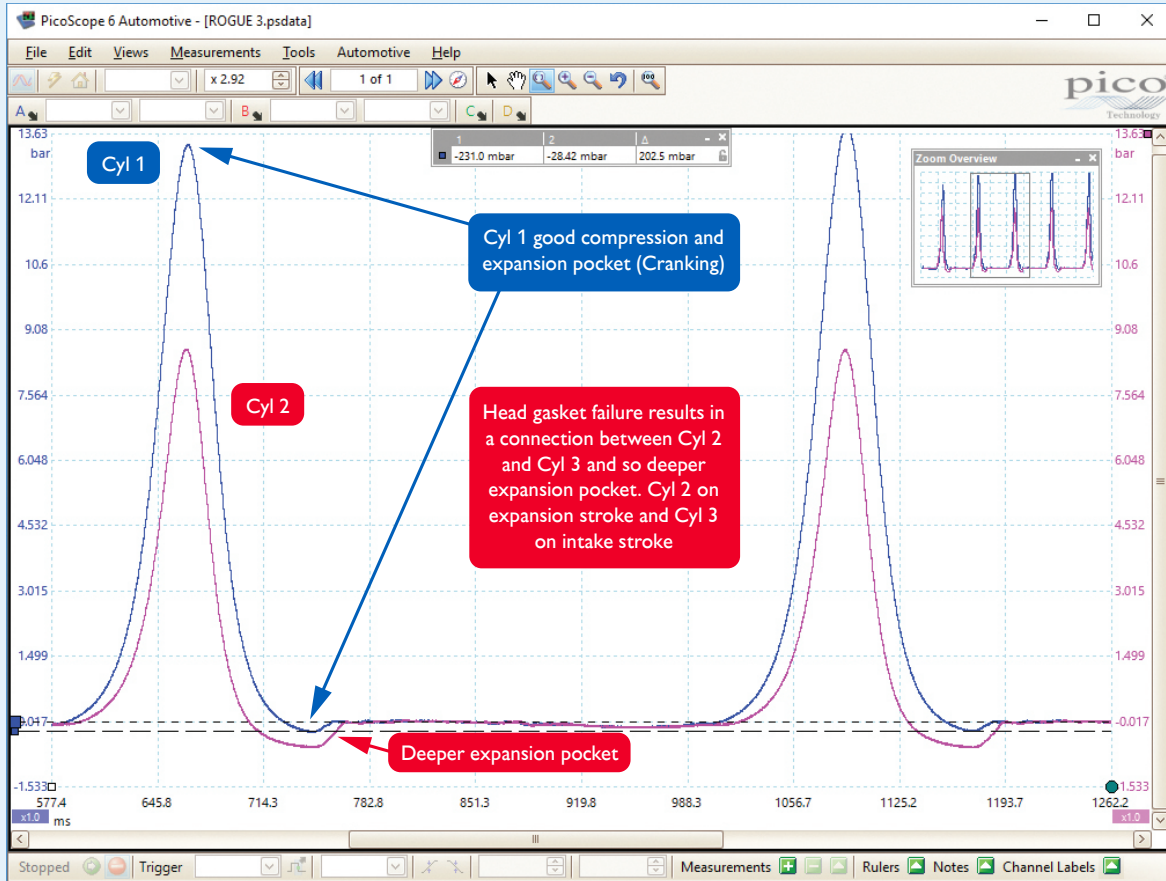 PicoScope 6 Automotive - [ROGUE 3.psdata]
File Edit Views Measurements Tools Automotive Help
x 2.92
1 of 1
pico
Technology
A B C D
13.63
bar
12.11
10.6
9.08
7.564
6.048
4.532
3.015
1.499
-0.017
-1.533
x1.0
ms
1 2 Δ
-231.0 mbar -28.42 mbar 202.5 mbar
Zoom Overview
Cyl 1
Cyl 1 good compression and
expansion pocket (Cranking)
Cyl 2
Head gasket failure results in
a connection between Cyl 2
and Cyl 3 and so deeper
expansion pocket. Cyl 2 on
expansion stroke and Cyl 3
on intake stroke
Deeper expansion pocket
13.63
bar
12.11
10.6
9.08
7.564
6.048
4.532
3.015
1.499
-0.017
1.533
x1.0
577.4 645.8 714.3 782.8 851.3 919.8 988.3 1056.7 1125.2 1193.7 1262.2
Stopped Trigger Measurements Rulers Notes Channel Labels